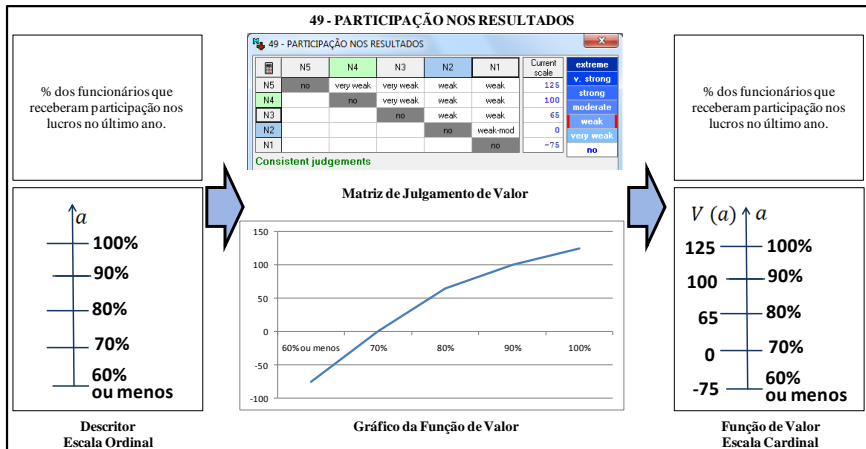 49 - PARTICIPAÇÃO NOS RESULTADOS
% dos funcionários que
receberam participação nos
lucros no último ano.
a
100%
90%
80%
70%
60%
ou menos
Descritor
Escala Ordinal
49 - PARTICIPAÇÃO NOS RESULTADOS
N5 N4 N3 N2 N1 Current scale
N5 no very weak very weak weak weak 125
N4 no very weak weak weak 100
N3 no weak weak 65
N2 no weak-mod 0
N1 no -75
extreme
v. strong
strong
moderate
weak
very weak
no
Consistent judgements
Matriz de Julgamento de Valor
150
100
50
0
-50
-100
60% ou menos 70% 80% 90% 100%
Gráfico da Função de Valor
% dos funcionários que
receberam participação nos
lucros no último ano.
V (a) a
125 100%
100 90%
65 80%
0 70%
-75 60%
ou menos
Função de Valor
Escala Cardinal